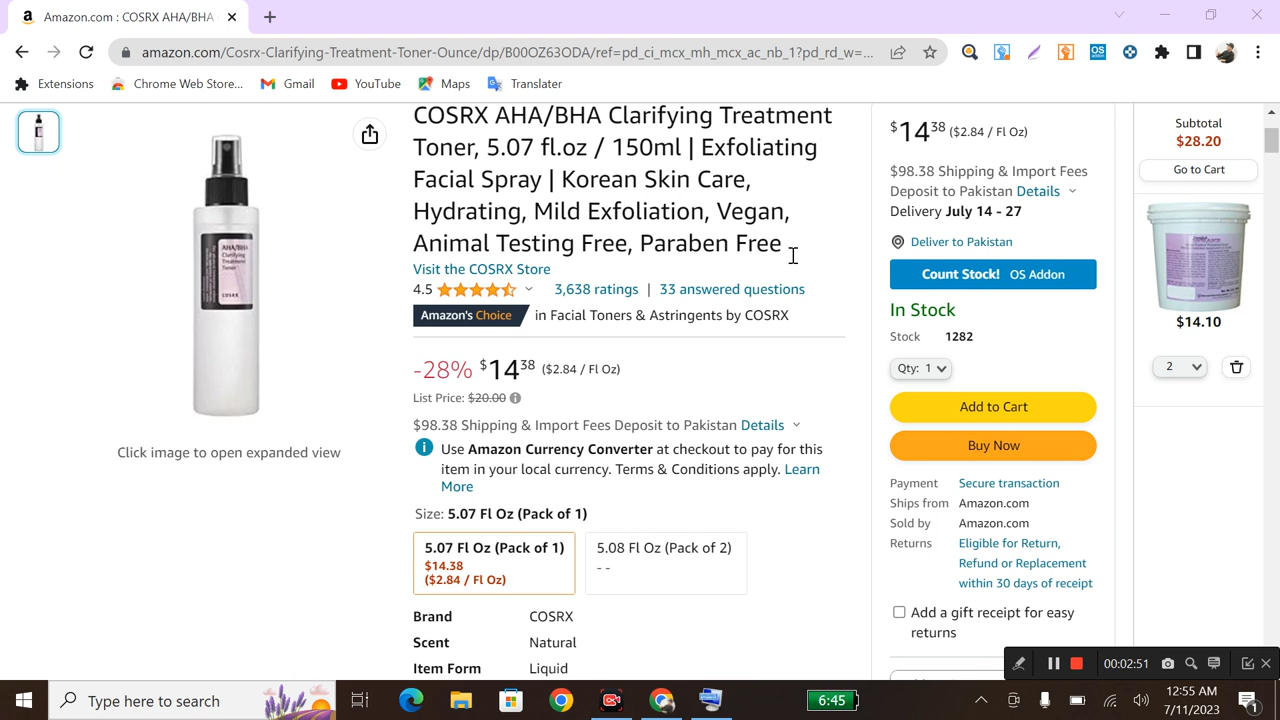 Amazon.com : COSRX AHA/BHA
amazon.com/Cosrx-Clarifying-Treatment-Toner-Ounce/dp/B00OZ63ODA/ref=pd_ci_mcx_mh_mcx_ac_nb_1?pd_rd_w=...
Extensions
Chrome Web Store...
Gmail
YouTube
Maps
Translater
AHA/BHA
Clarifying
Treatment
Toner
COSRX
Click image to open expanded view
COSRX AHA/BHA Clarifying Treatment
Toner, 5.07 fl.oz / 150ml | Exfoliating
Facial Spray | Korean Skin Care,
Hydrating, Mild Exfoliation, Vegan,
Animal Testing Free, Paraben Free
Visit the COSRX Store
4.5 3,638 ratings | 33 answered questions
Amazon's Choice in Facial Toners & Astringents by COSRX
-28% $14 38 ($2.84 / Fl Oz)
List Price: $20.00
$98.38 Shipping & Import Fees Deposit to Pakistan Details
Use Amazon Currency Converter at checkout to pay for this
item in your local currency. Terms & Conditions apply. Learn
More
Size: 5.07 Fl Oz (Pack of 1)
5.07 Fl Oz (Pack of 1)
$14.38
($2.84 / Fl Oz)
5.08 Fl Oz (Pack of 2)
- -
Brand COSRX
Scent Natural
Item Form Liquid
$14 38 ($2.84 / Fl Oz)
$98.38 Shipping & Import Fees
Deposit to Pakistan Details
Delivery July 14 - 27
Deliver to Pakistan
Count Stock! OS Addon
In Stock
Stock 1282
Qty: 1
Add to Cart
Buy Now
Payment Secure transaction
Ships from Amazon.com
Sold by Amazon.com
Returns Eligible for Return,
Refund or Replacement
within 30 days of receipt
Add a gift receipt for easy
returns
Subtotal
$28.20
Go to Cart
$14.10
2
00:02:51
Type here to search
6:45
12:55 AM
7/11/2023
1